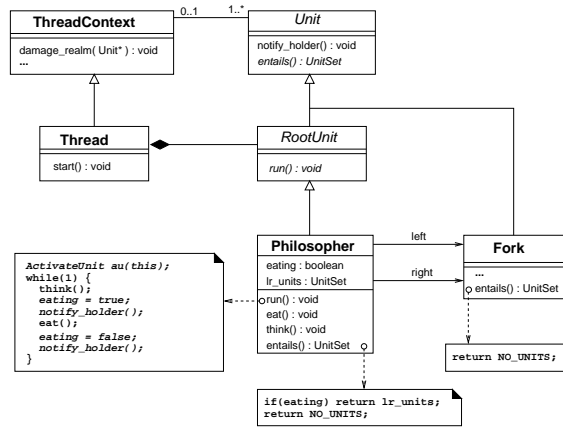 ThreadContext
damage_realm( Unit* ) : void
...
0..1
1..*
Unit
notify_holder() : void
entails() : UnitSet
Thread
start() : void
RootUnit
run() : void
Philosopher
eating : boolean
lr_units : UnitSet
run() : void
eat() : void
think() : void
entails() : UnitSet
left
right
Fork
...
entails() : UnitSet
ActivateUnit au(this);
while(1) {
think();
eating = true;
notify_holder();
eat();
eating = false;
notify_holder();
}
return NO_UNITS;
if(eating) return lr_units;
return NO_UNITS;